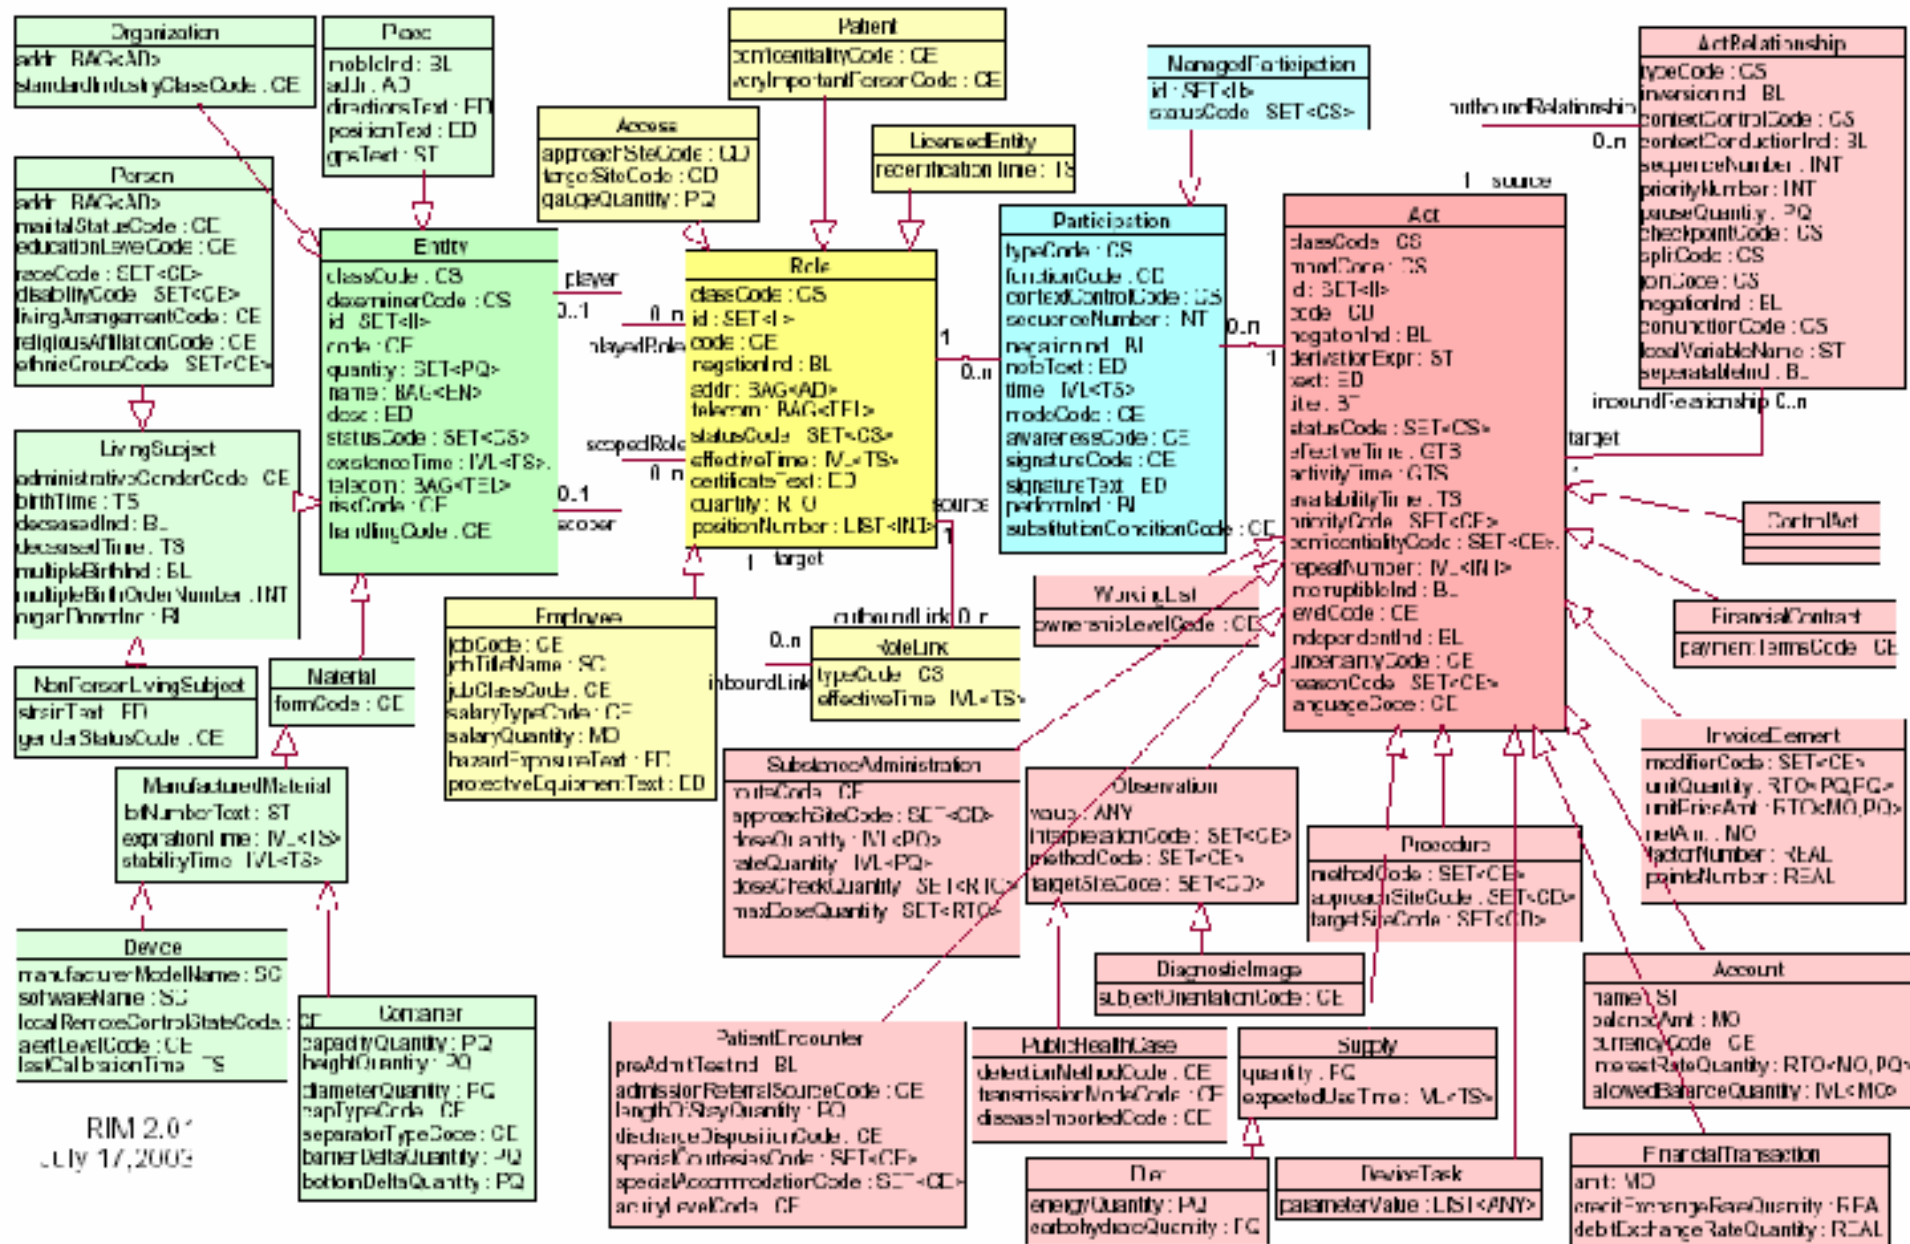 Organization
addr : BAG<AD>
standardIndustryClassCode : CE
Place
mobileInd : BL
addr : AD
directionsText : ED
positionText : ED
gpsText : ST
Patient
confidentialityCode : CE
veryImportantPersonCode : CE
ManagedParticipation
id : SET<II>
statusCode : SET<CS>
ActRelationship
typeCode : CS
inversionInd : BL
contextControlCode : CS
contextConductionInd : BL
sequenceNumber : INT
priorityNumber : INT
pauseQuantity : PQ
checkpointCode : CS
splitCode : CS
joinCode : CS
negationInd : BL
conjunctionCode : CS
localVariableName : ST
seperatableInd : BL
outboundRelationship
0..n
1 source
inboundRelationship 0..n
target
Access
approachSiteCode : CD
targetSiteCode : CD
gaugeQuantity : PQ
LicensedEntity
recertificationTime : TS
Person
addr : BAG<AD>
maritalStatusCode : CE
educationLevelCode : CE
raceCode : SET<CE>
disabilityCode : SET<CE>
livingArrangementCode : CE
religiousAffiliationCode : CE
ethnicGroupCode : SET<CE>
Entity
classCode : CS
determinerCode : CS
id : SET<II>
code : CE
quantity : SET<PQ>
name : BAG<EN>
desc : ED
statusCode : SET<CS>
existenceTime : IVL<TS>
telecom : BAG<TEL>
riskCode : CE
handlingCode : CE
player
0..1
0..n
playedRole
scopedRole
0..n
0..1
scoper
Role
classCode : CS
id : SET<II>
code : CE
negationInd : BL
addr : BAG<AD>
telecom : BAG<TEL>
statusCode : SET<CS>
effectiveTime : IVL<TS>
certificateText : ED
quantity : RTO
positionNumber : LIST<INT>
1
0..n
source
1
1 target
Participation
typeCode : CS
functionCode : CD
contextControlCode : CS
sequenceNumber : INT
negationInd : BL
noteText : ED
time : IVL<TS>
modeCode : CE
awarenessCode : CE
signatureCode : CE
signatureText : ED
performInd : BL
substitutionConditionCode : CE
0..n
1
Act
classCode : CS
moodCode : CS
id : SET<II>
code : CD
negationInd : BL
derivationExpr : ST
text : ED
title : ST
statusCode : SET<CS>
effectiveTime : GTS
activityTime : GTS
availabilityTime : TS
priorityCode : SET<CE>
confidentialityCode : SET<CE>
repeatNumber : IVL<INT>
interruptibleInd : BL
levelCode : CE
independentInd : BL
uncertaintyCode : CE
reasonCode : SET<CE>
languageCode : CE
ControlAct
FinancialContract
paymentTermsCode : CE
LivingSubject
administrativeGenderCode : CE
birthTime : TS
deceasedInd : BL
deceasedTime : TS
multipleBirthInd : BL
multipleBirthOrderNumber : INT
organDonorInd : BL
NonPersonLivingSubject
strainText : ED
genderStatusCode : CE
Material
formCode : CE
Employee
jobCode : CE
jobTitleName : SC
jobClassCode : CE
salaryTypeCode : CE
salaryQuantity : MO
hazardExposureText : ED
protectiveEquipmentText : ED
outboundLink 0..n
0..n
inboundLink
RoleLink
typeCode : CS
effectiveTime : IVL<TS>
WorkingList
ownershipLevelCode : CE
ManufacturedMaterial
lotNumberText : ST
expirationTime : IVL<TS>
stabilityTime : IVL<TS>
SubstanceAdministration
routeCode : CE
approachSiteCode : SET<CD>
doseQuantity : IVL<PQ>
rateQuantity : IVL<PQ>
doseCheckQuantity : SET<RTO>
maxDoseQuantity : SET<RTO>
Observation
value : ANY
interpretationCode : SET<CE>
methodCode : SET<CE>
targetSiteCode : SET<CD>
Procedure
methodCode : SET<CE>
approachSiteCode : SET<CD>
targetSiteCode : SET<CD>
InvoiceElement
modifierCode : SET<CE>
unitQuantity : RTO<PQ,PQ>
unitPriceAmt : RTO<MO,PQ>
netAmt : MO
factorNumber : REAL
pointsNumber : REAL
Device
manufacturerModelName : SC
softwareName : SC
localRemoteControlStateCode : CE
alertLevelCode : CE
lastCalibrationTime : TS
Container
capacityQuantity : PQ
heightQuantity : PQ
diameterQuantity : PQ
capTypeCode : CE
separatorTypeCode : CE
barrierDeltaQuantity : PQ
bottomDeltaQuantity : PQ
DiagnosticImage
subjectOrientationCode : CE
Account
name : ST
balanceAmt : MO
currencyCode : CE
interestRateQuantity : RTO<MO,PQ>
allowedBalanceQuantity : IVL<MO>
PatientEncounter
preAdmitTestInd : BL
admissionReferralSourceCode : CE
lengthOfStayQuantity : PQ
dischargeDispositionCode : CE
specialCourtesiesCode : SET<CE>
specialAccommodationCode : SET<CE>
acuityLevelCode : CE
PublicHealthCase
detectionMethodCode : CE
transmissionModeCode : CE
diseaseImportedCode : CE
Supply
quantity : PQ
expectedUseTime : IVL<TS>
Diet
energyQuantity : PQ
carbohydrateQuantity : PQ
DeviceTask
parameterValue : LIST<ANY>
FinancialTransaction
amt : MO
creditExchangeRateQuantity : REAL
debitExchangeRateQuantity : REAL
RIM 2.01
July 17,2003